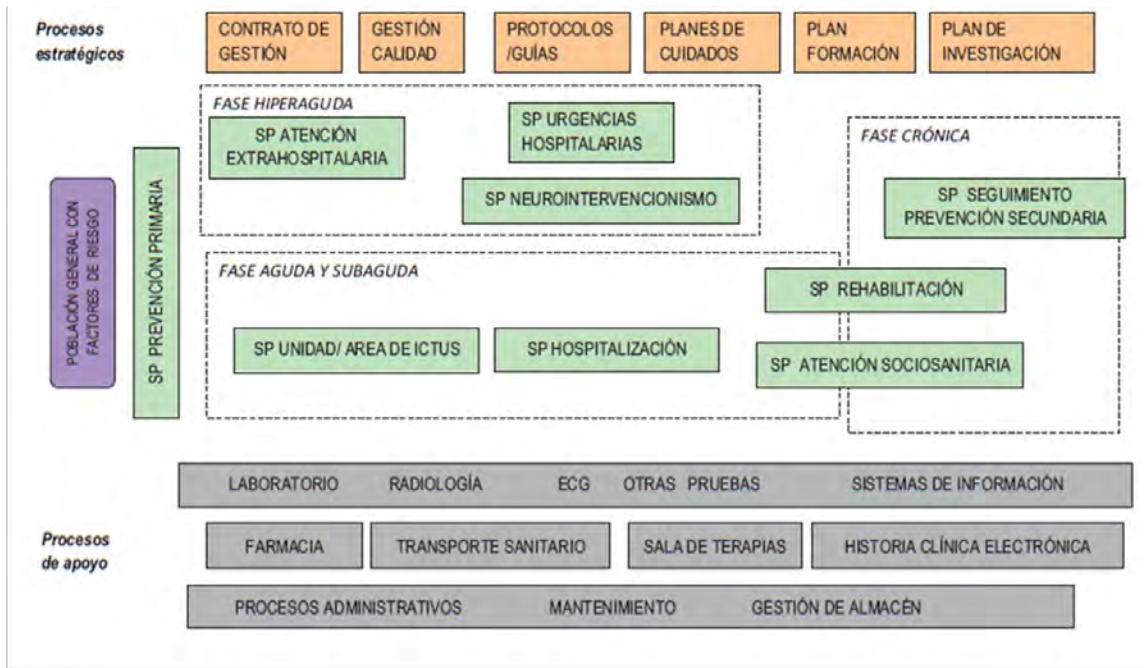 Procesos
estratégicos
CONTRATO DE
GESTIÓN
GESTIÓN
CALIDAD
PROTOCOLOS
/GUÍAS
PLANES DE
CUIDADOS
PLAN
FORMACIÓN
PLAN DE
INVESTIGACIÓN
POBLACIÓN GENERAL CON
FACTORES DE RIESGO
SP PREVENCIÓN PRIMARIA
FASE HIPERAGUDA
SP ATENCIÓN
EXTRAHOSPITALARIA
SP URGENCIAS
HOSPITALARIAS
SP NEUROINTERVENCIONISMO
FASE CRÓNICA
SP SEGUIMIENTO
PREVENCIÓN SECUNDARIA
FASE AGUDA Y SUBAGUDA
SP REHABILITACIÓN
SP UNIDAD/ AREA DE ICTUS
SP HOSPITALIZACIÓN
SP ATENCIÓN SOCIOSANITARIA
Procesos
de apoyo
LABORATORIO RADIOLOGÍA ECG OTRAS PRUEBAS SISTEMAS DE INFORMACIÓN
FARMACIA
TRANSPORTE SANITARIO
SALA DE TERAPIAS
HISTORIA CLÍNICA ELECTRÓNICA
PROCESOS ADMINISTRATIVOS MANTENIMIENTO GESTIÓN DE ALMACÉN